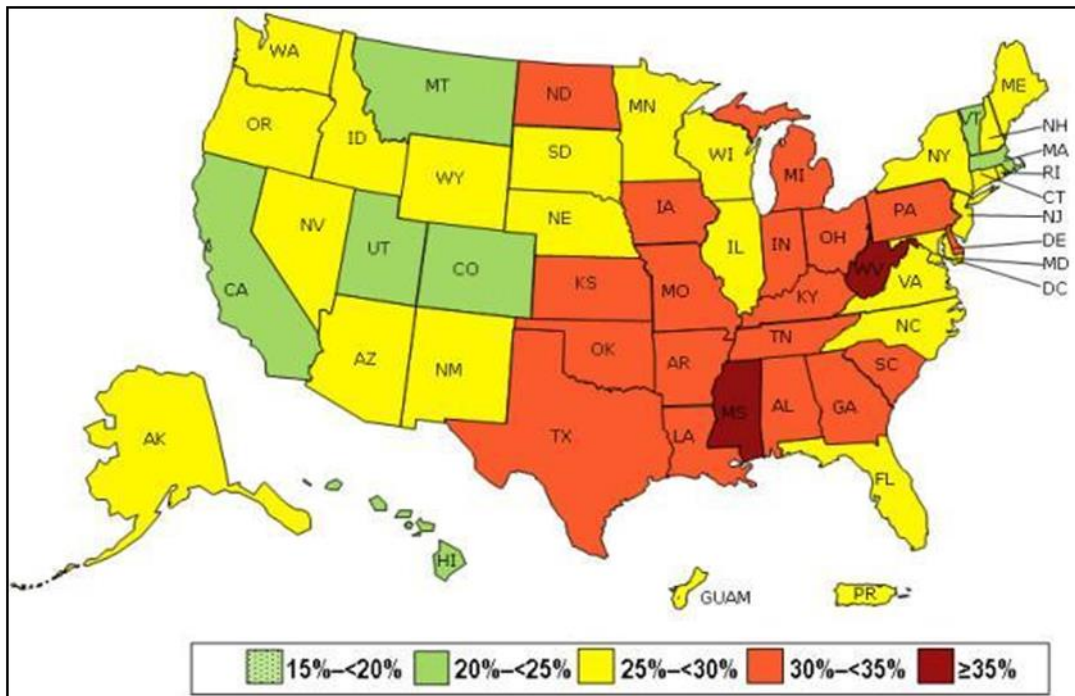 WA
MT
ND
MN
ME
VT
OR
ID
SD
WI
NY
NH
MA
WY
MI
RI
CT
IA
PA
NJ
NE
NV
IL
IN
OH
DE
UT
CO
MD
WV
VA
DC
CA
KS
MO
KY
NC
TN
OK
AZ
NM
AR
SC
MS
AL
GA
TX
LA
AK
FL
HI
GUAM
PR
15%–<20% 20%–<25% 25%–<30% 30%–<35% ≥35%